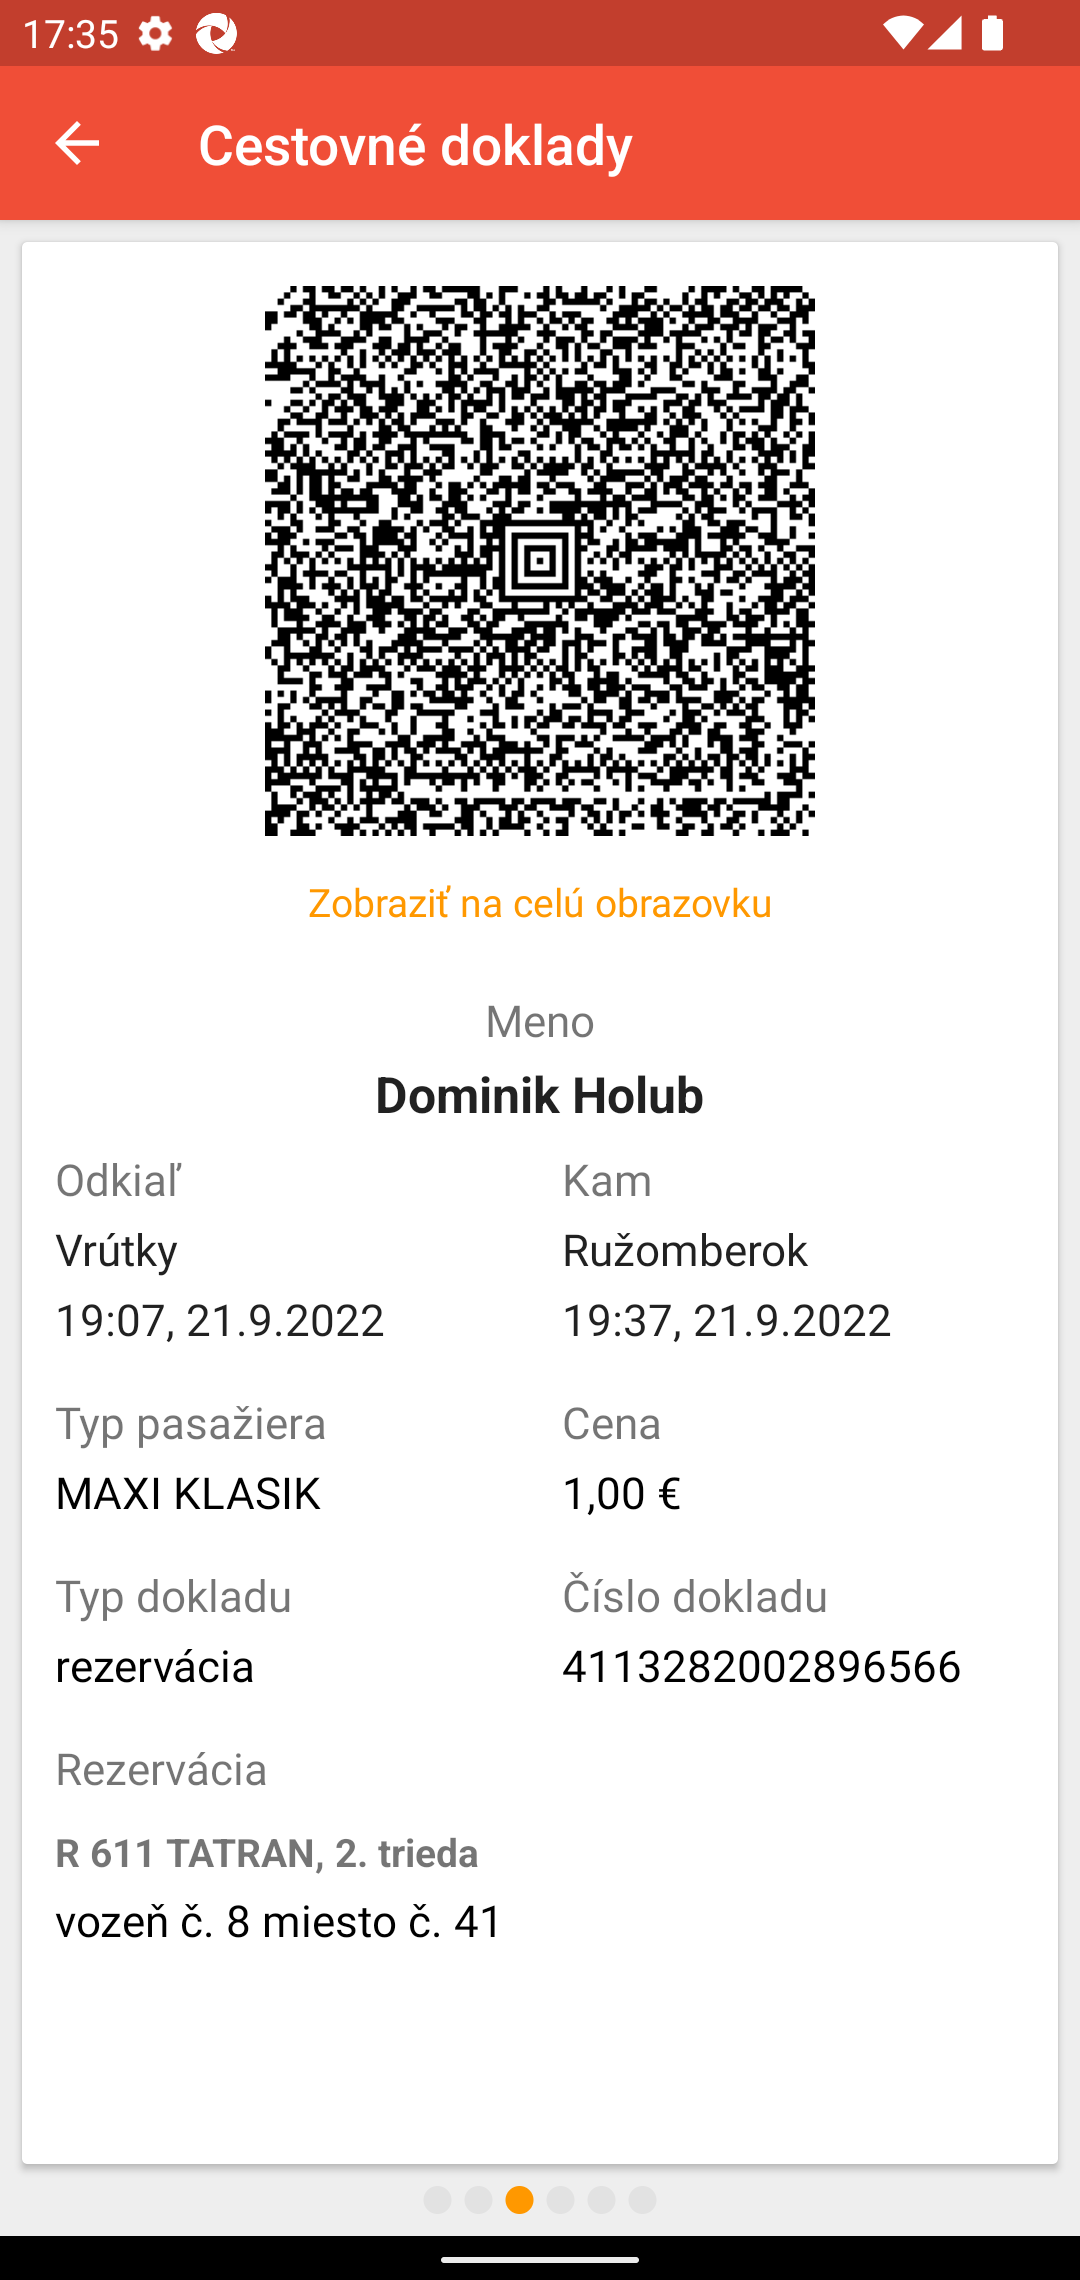 17:35
Cestovné doklady
Zobraziť na celú obrazovku
Meno
Dominik Holub
Odkiaľ
Kam
Vrútky
Ružomberok
19:07, 21.9.2022
19:37, 21.9.2022
Typ pasažiera
Cena
MAXI KLASIK
1,00 €
Typ dokladu
Číslo dokladu
rezervácia
4113282002896566
Rezervácia
R 611 TATRAN, 2. trieda
vozeň č. 8 miesto č. 41